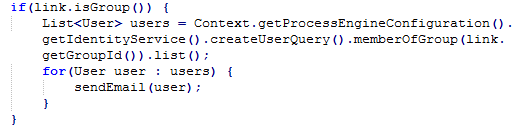 if(link.isGroup()) {
List<User> users = Context.getProcessEngineConfiguration().
getIdentityService().createUserQuery().memberOfGroup(link.
getGroupId()).list();
for(User user : users) {
sendEmail(user);
}
}